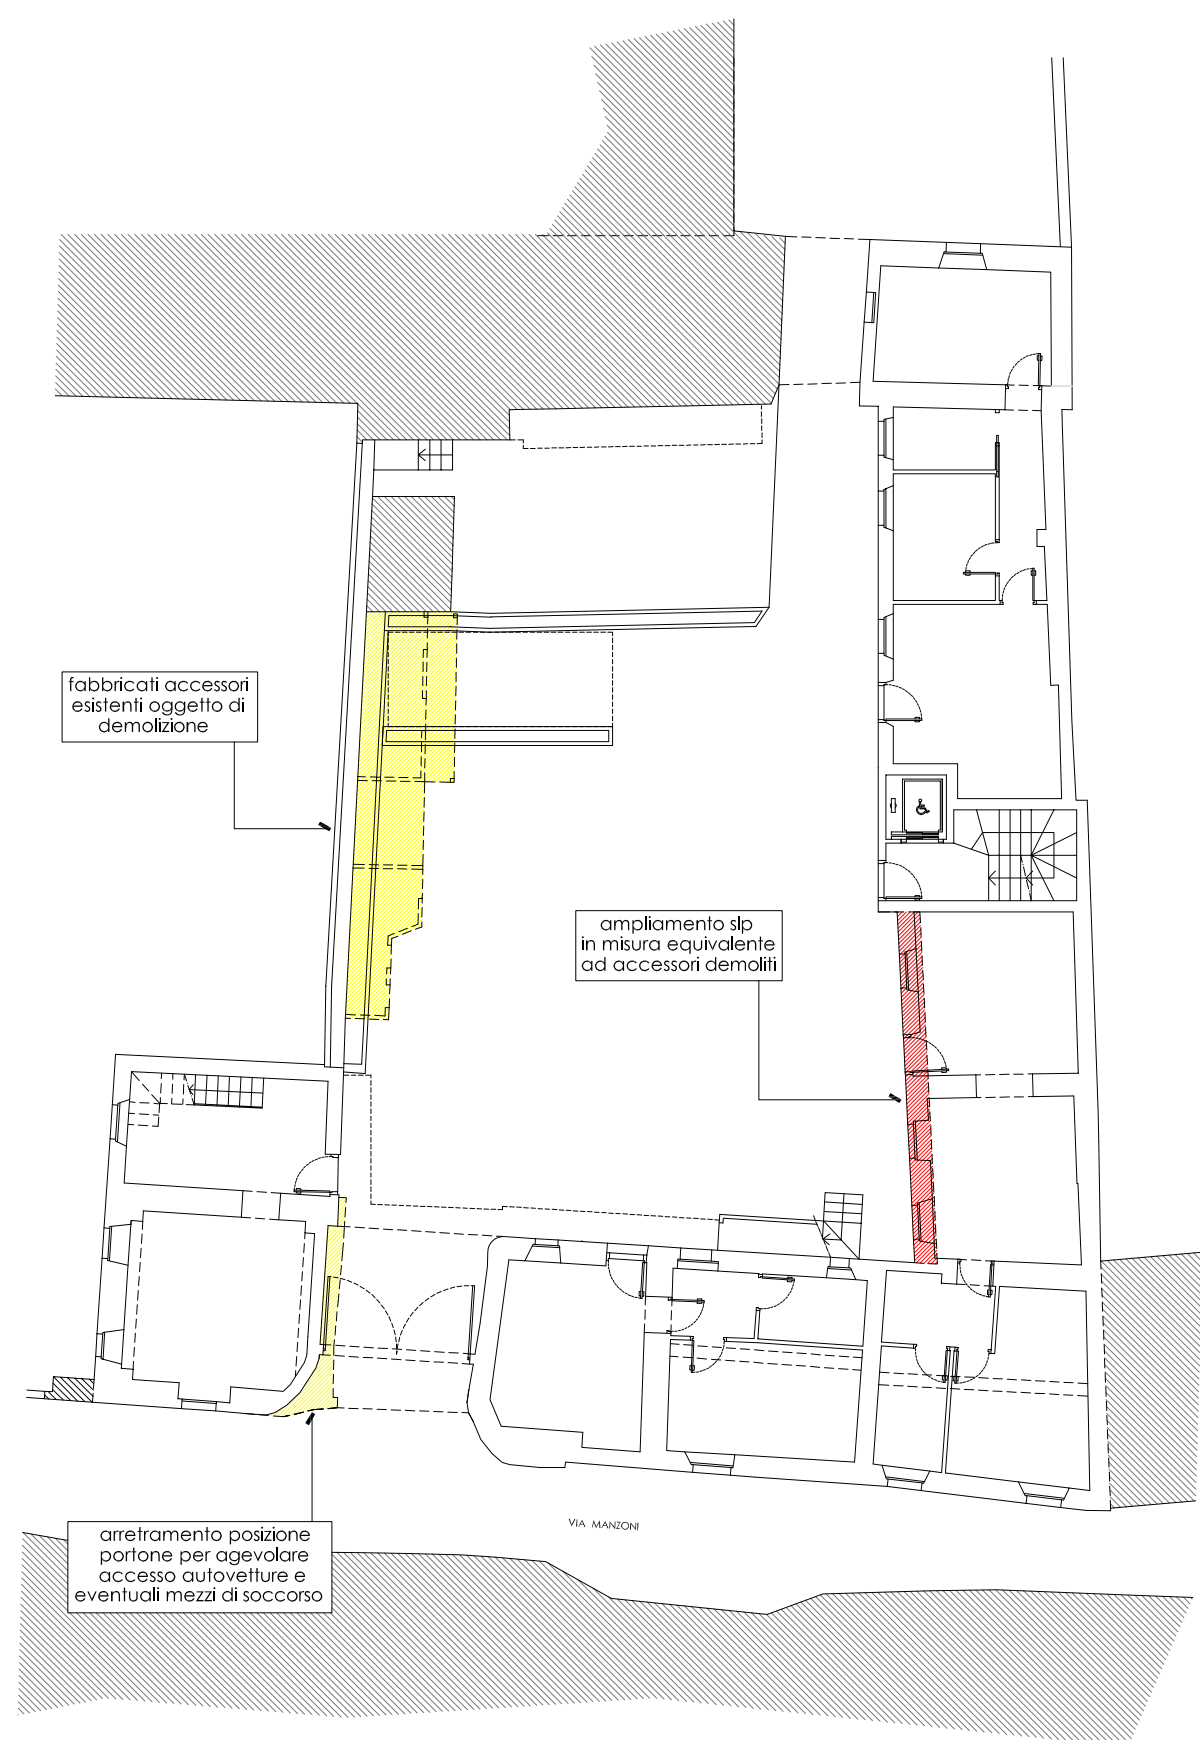 fabbricati accessori
esistenti oggetto di
demolizione
ampliamento slp
in misura equivalente
ad accessori demoliti
VIA MANZONI
arretramento posizione
portone per agevolare
accesso autovetture e
eventuali mezzi di soccorso